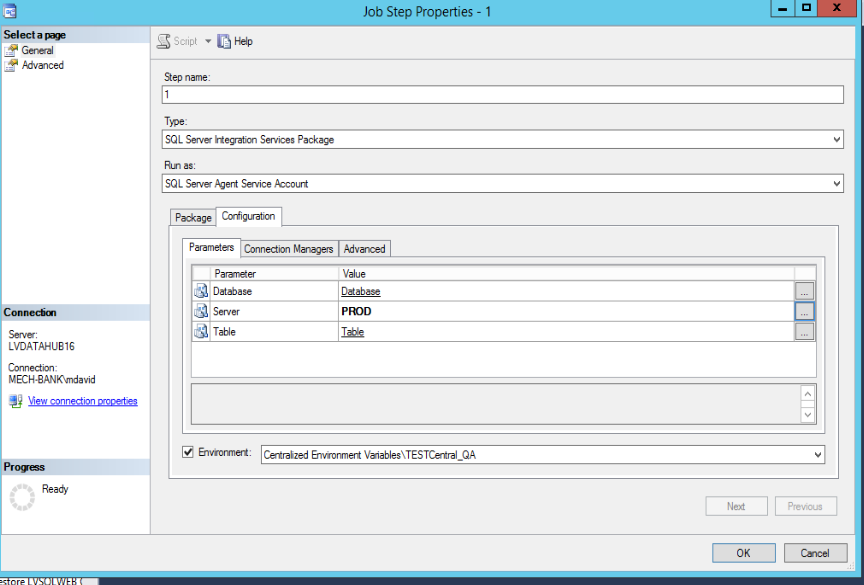 Job Step Properties - 1
Select a page
General
Advanced
Script
Help
Step name:
1
Type:
SQL Server Integration Services Package
Run as:
SQL Server Agent Service Account
Package
Configuration
Parameters
Connection Managers
Advanced
Parameter Value
Database Database ...
Server PROD ...
Table Table ...
Environment: Centralized Environment Variables\TESTCentral_QA
Connection
Server:
LVDATAHUB16
Connection:
MECH-BANK\mdavid
View connection properties
Progress
Ready
Next
Previous
OK
Cancel
estore LVSQLWEB (